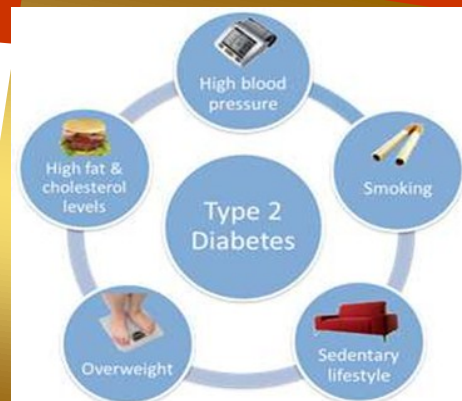 High blood
pressure
Smoking
Sedentary
lifestyle
Overweight
High fat &
cholesterol
levels
Type 2
Diabetes